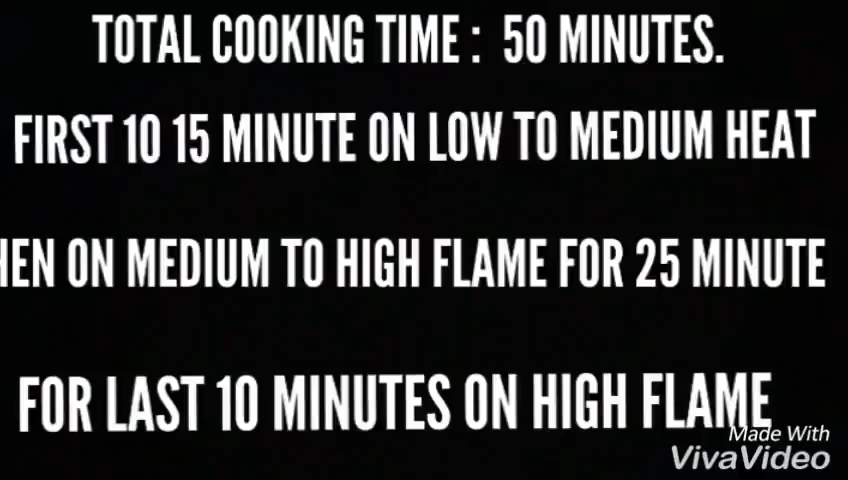 TOTAL COOKING TIME : 50 MINUTES.
FIRST 10 15 MINUTE ON LOW TO MEDIUM HEAT
HEN ON MEDIUM TO HIGH FLAME FOR 25 MINUTE
FOR LAST 10 MINUTES ON HIGH FLAME
Made With
VivaVideo